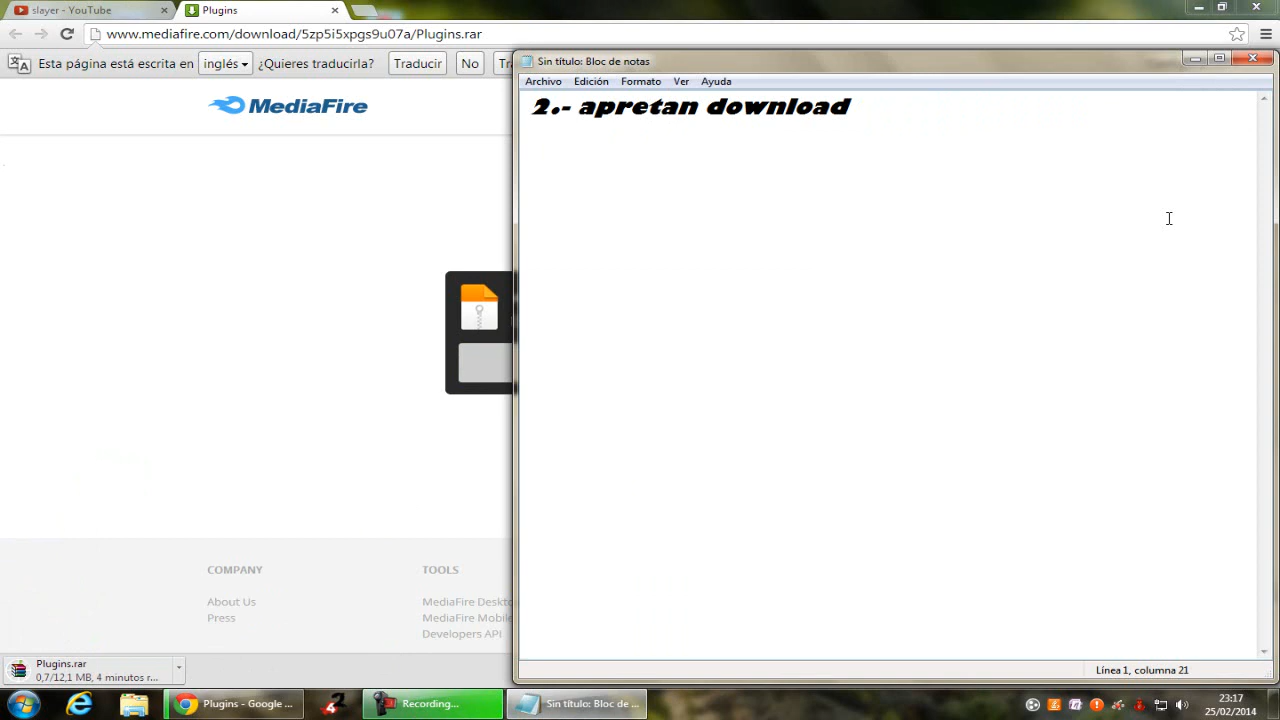 slayer - YouTube
Plugins
www.mediafire.com/download/5zp5i5xpgs9u07a/Plugins.rar
Esta página está escrita en inglés ¿Quieres traducirla? Traducir No
Sin título: Bloc de notas
Archivo Edición Formato Ver Ayuda
MediaFire
2.- apretan download
COMPANY
TOOLS
About Us
MediaFire
Press
MediaFire Mobile
Developers API
Plugins.rar
0,7/12,1 MB, 4 minutos r...
Línea 1, columna 21
Plugins - Google ...
Recording...
Sin título: Bloc de ...
23:17
25/02/2014